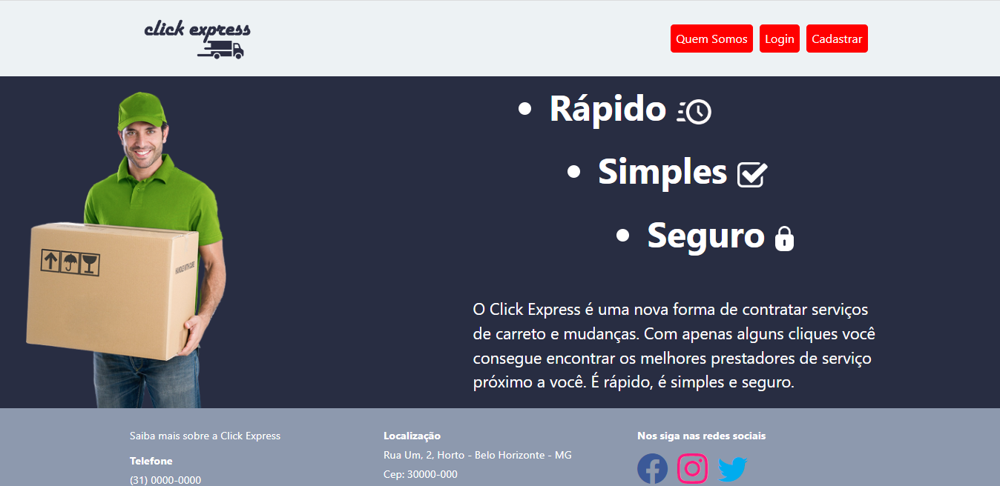 click express
Quem Somos Login Cadastrar
Rápido
Simples
Seguro
HANDLE WITH CARE
O Click Express é uma nova forma de contratar serviços
de carreto e mudanças. Com apenas alguns cliques você
consegue encontrar os melhores prestadores de serviço
próximo a você. É rápido, é simples e seguro.
Saiba mais sobre a Click Express
Telefone
(31) 0000-0000
Localização
Rua Um, 2, Horto - Belo Horizonte - MG
Cep: 30000-000
Nos siga nas redes sociais